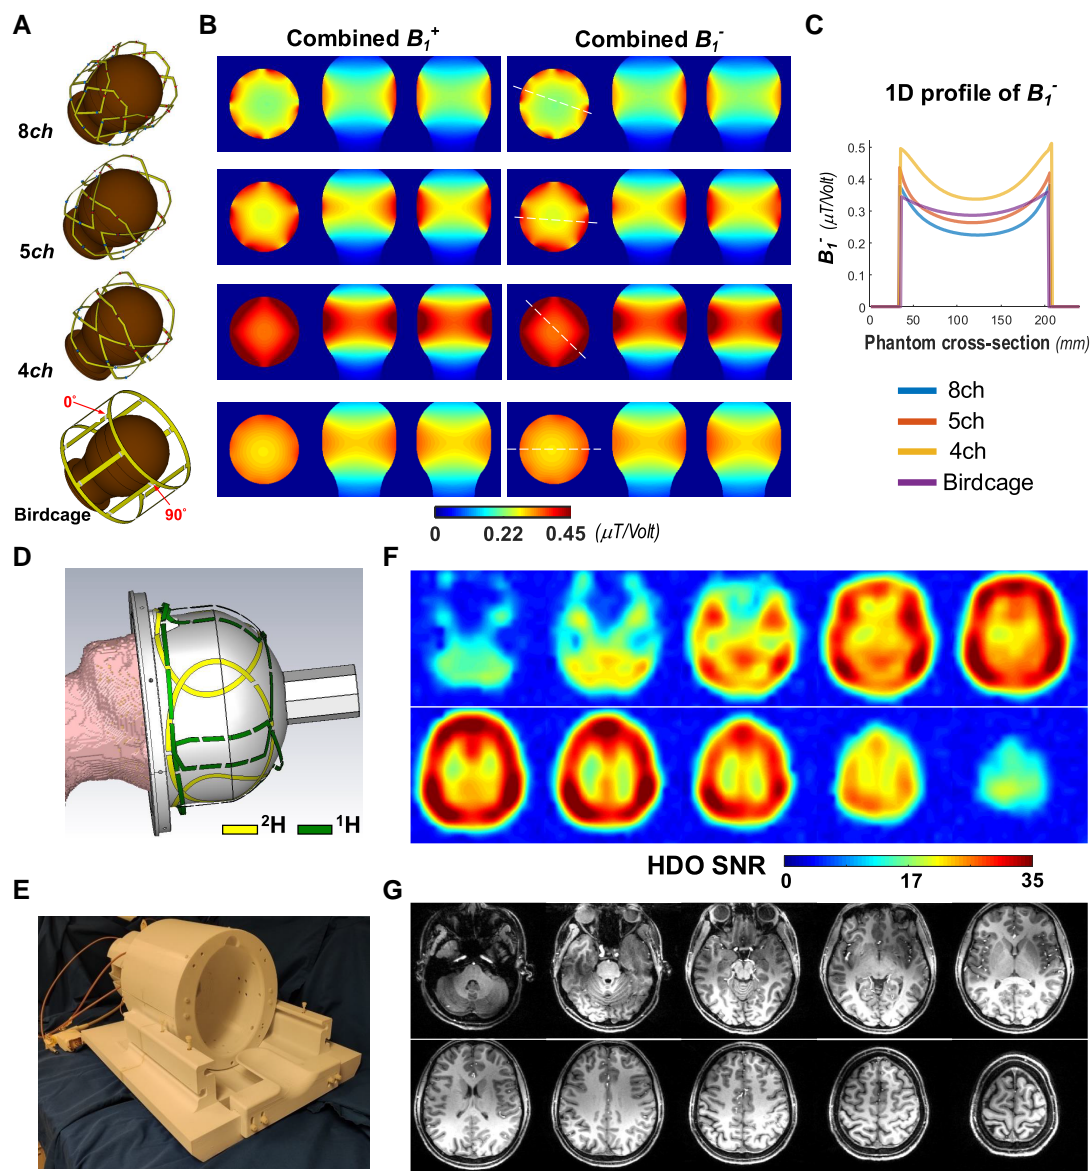 A
B
C
Combined B1+
Combined B1-
8ch
5ch
4ch
0°
90°
Birdcage
0
0.22
0.45
(μT/Volt)
1D profile of B1-
0.5
0.4
0.3
0.2
0.1
0
B1- (μT/Volt)
0
50
100
150
200
Phantom cross-section (mm)
8ch
5ch
4ch
Birdcage
D
2H
1H
E
F
HDO SNR
0
17
35
G